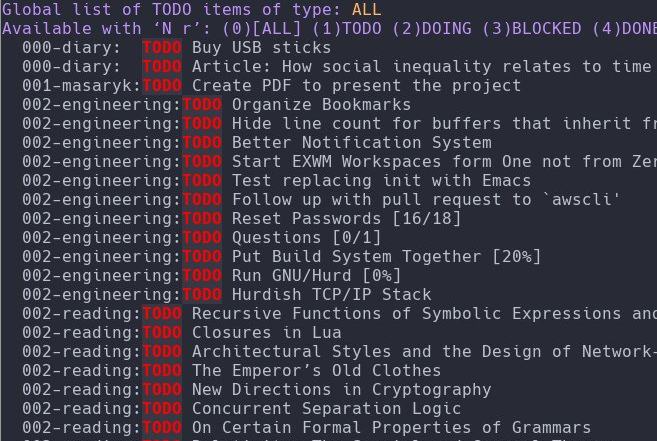 Global list of TODO items of type: ALL
Available with ‘N r’: (0)[ALL] (1)TODO (2)DOING (3)BLOCKED (4)DONE
000-diary: TODO Buy USB sticks
000-diary: TODO Article: How social inequality relates to time
001-masaryk:TODO Create PDF to present the project
002-engineering:TODO Organize Bookmarks
002-engineering:TODO Hide line count for buffers that inherit fr
002-engineering:TODO Better Notification System
002-engineering:TODO Start EXWM Workspaces form One not from Zer
002-engineering:TODO Test replacing init with Emacs
002-engineering:TODO Follow up with pull request to `awscli'
002-engineering:TODO Reset Passwords [16/18]
002-engineering:TODO Questions [0/1]
002-engineering:TODO Put Build System Together [20%]
002-engineering:TODO Run GNU/Hurd [0%]
002-engineering:TODO Hurdish TCP/IP Stack
002-reading:TODO Recursive Functions of Symbolic Expressions and
002-reading:TODO Closures in Lua
002-reading:TODO Architectural Styles and the Design of Network-
002-reading:TODO The Emperor’s Old Clothes
002-reading:TODO New Directions in Cryptography
002-reading:TODO Concurrent Separation Logic
002-reading:TODO On Certain Formal Properties of Grammars